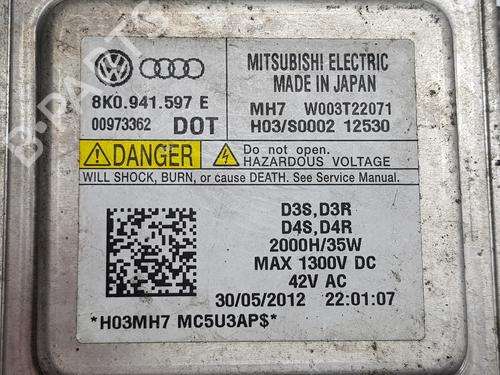 B-PARTS
MITSUBISHI ELECTRIC
MADE IN JAPAN
8K0.941.597 E
00973362 DOT
MH7 W003T22071
H03/S0002 12530
DANGER
Do not open.
HAZARDOUS VOLTAGE
WILL SHOCK, BURN, or cause DEATH. See Service Manual.
D3S,D3R
D4S,D4R
2000H/35W
MAX 1300V DC
42V AC
30/05/2012 22:01:07
*H03MH7 MC5U3AP$*